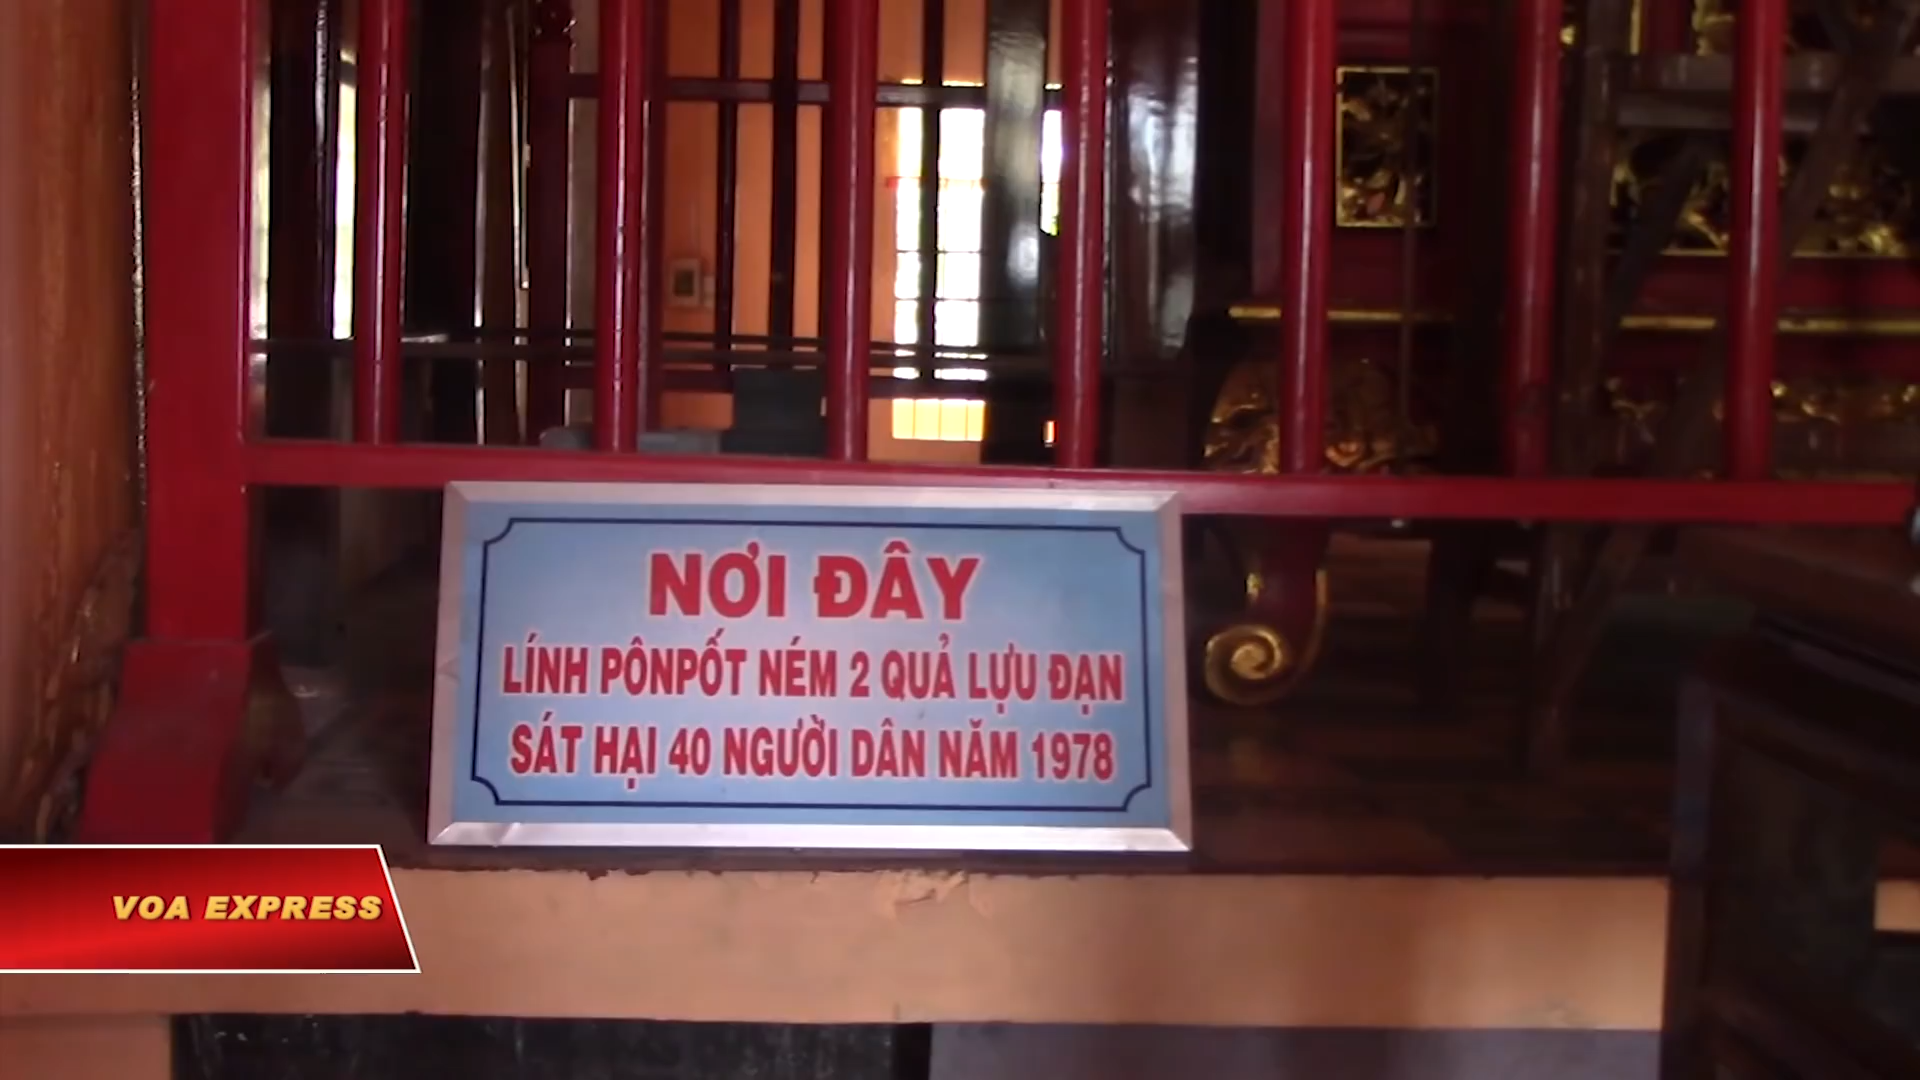 NƠI ĐÂY
LÍNH PÔNPỐT NÉM 2 QUẢ LỰU ĐẠN
SÁT HẠI 40 NGƯỜI DÂN NĂM 1978
VOA EXPRESS